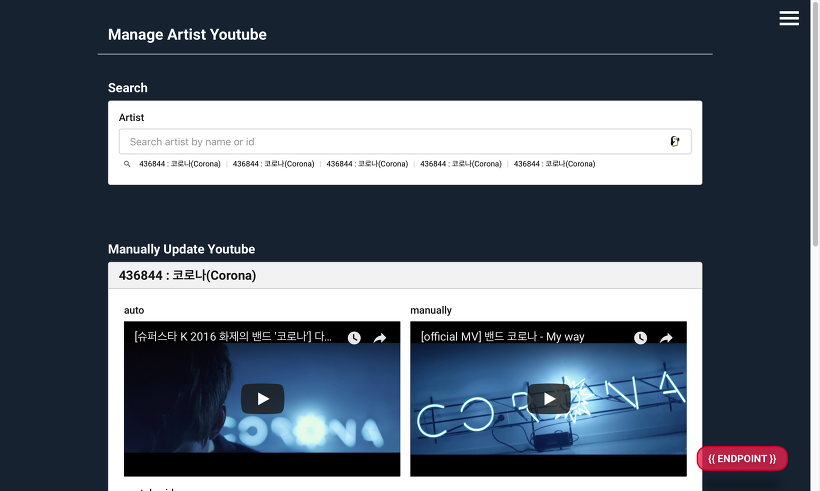 Manage Artist Youtube
Search
Artist
Search artist by name or id
436844 : 코로나(Corona) | 436844 : 코로나(Corona) | 436844 : 코로나(Corona) | 436844 : 코로나(Corona) | 436844 : 코로나(Corona)
Manually Update Youtube
436844 : 코로나(Corona)
auto
manually
[슈퍼스타 K 2016 화제의 밴드 '코로나'] 다...
[official MV] 밴드 코로나 - My way
CORONA
CORONA
{{ ENDPOINT }}